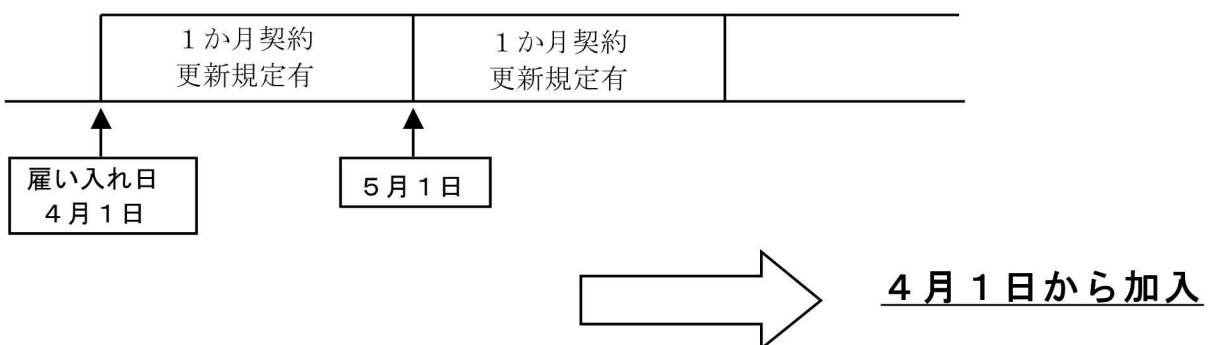 １か月契約
更新規定有
１か月契約
更新規定有
雇い入れ日
４月１日
５月１日
４月１日から加入